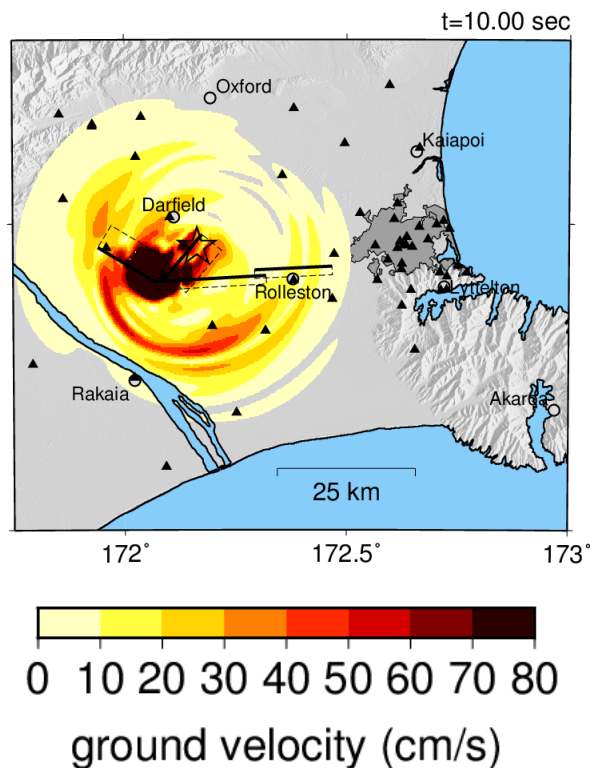 t=10.00 sec
Oxford
Kaiapoi
Darfield
Rolleston
Lyttelton
Rakaia
Akaroa
25 km
172° 172.5° 173°
0 10 20 30 40 50 60 70 80
ground velocity (cm/s)